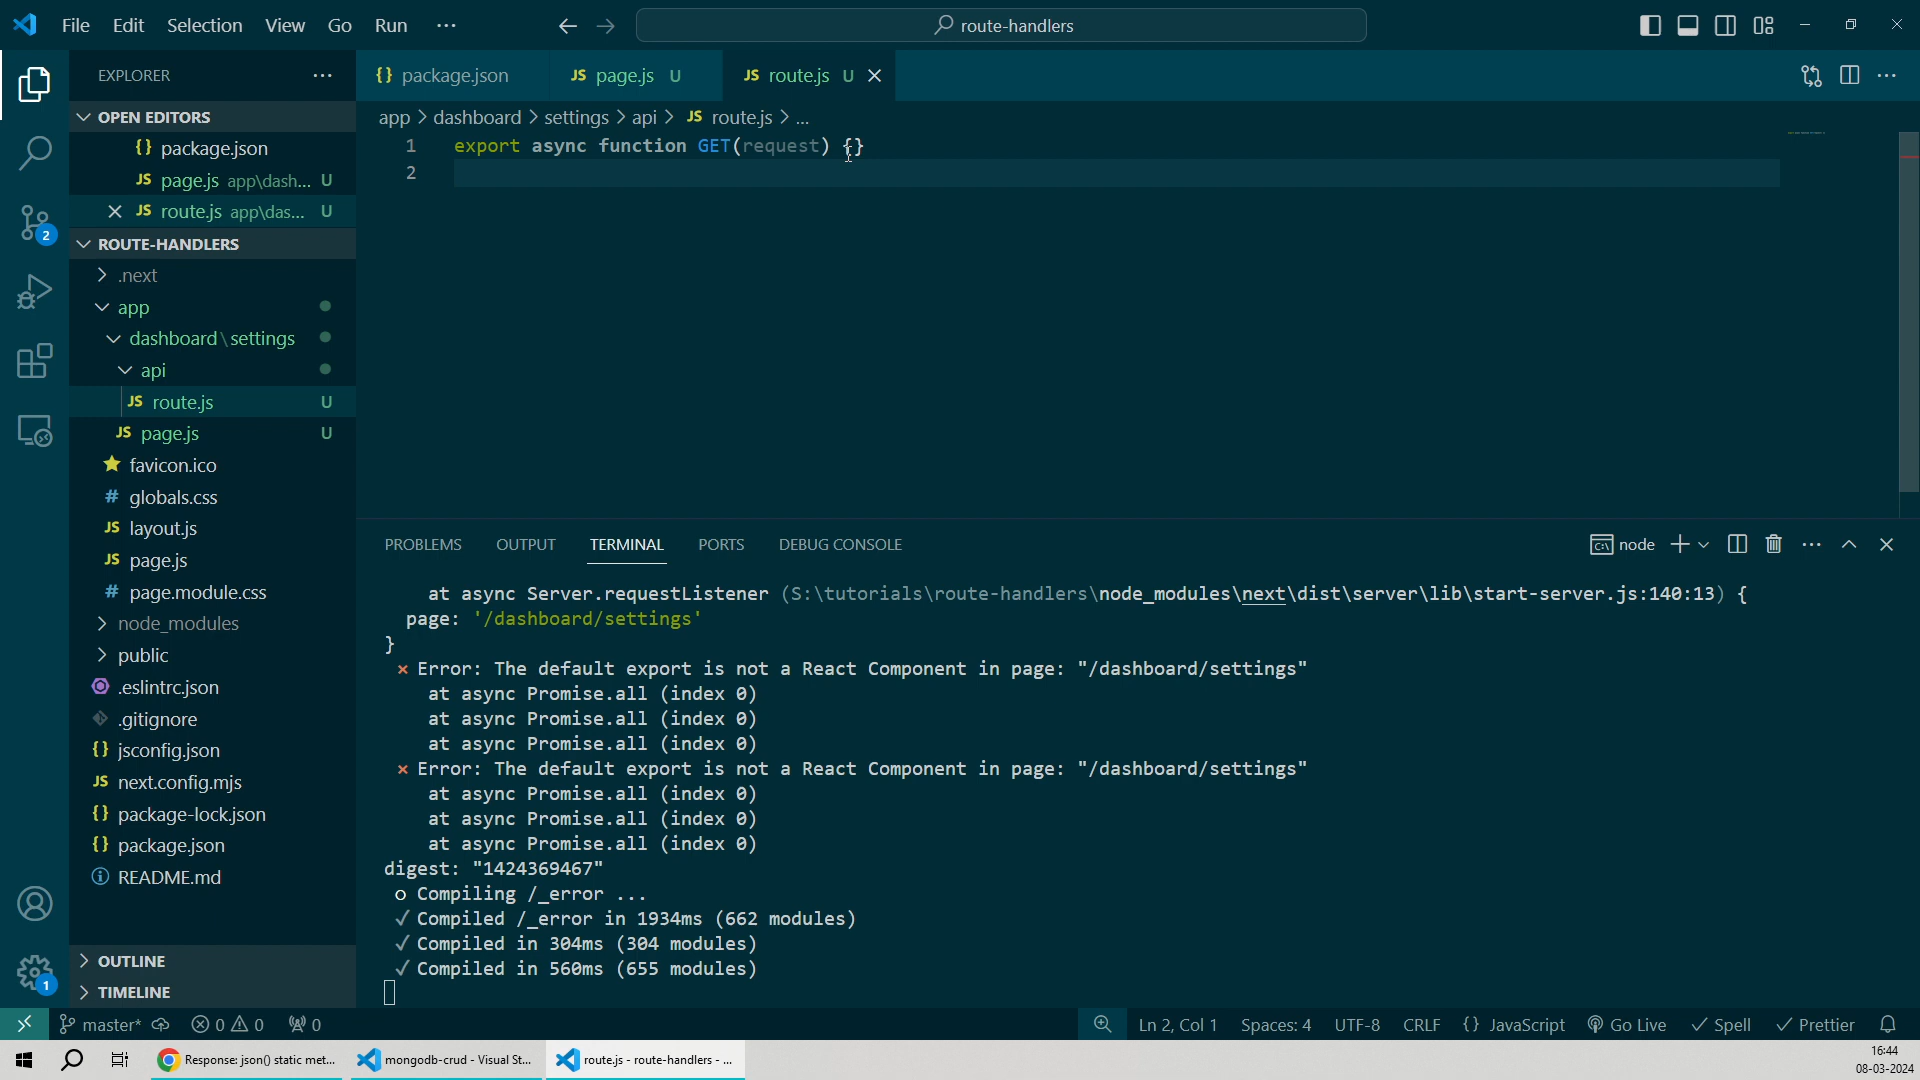 File Edit Selection View Go Run ···
route-handlers
EXPLORER ···
OPEN EDITORS
{} package.json
JS page.js app\dash... U
JS route.js app\das... U
ROUTE-HANDLERS
.next
app
dashboard\settings
api
JS route.js U
JS page.js U
favicon.ico
# globals.css
JS layout.js
JS page.js
# page.module.css
node_modules
public
.eslintrc.json
.gitignore
{} jsconfig.json
JS next.config.mjs
{} package-lock.json
{} package.json
README.md
OUTLINE
TIMELINE
2
1
{} package.json
JS page.js U
JS route.js U
app > dashboard > settings > api > JS route.js > ...
1 export async function GET(request) {}
2
PROBLEMS OUTPUT TERMINAL PORTS DEBUG CONSOLE
node
at async Server.requestListener (S:\tutorials\route-handlers\node_modules\next\dist\server\lib\start-server.js:140:13) {
page: '/dashboard/settings'
}
⨯ Error: The default export is not a React Component in page: "/dashboard/settings"
at async Promise.all (index 0)
at async Promise.all (index 0)
at async Promise.all (index 0)
⨯ Error: The default export is not a React Component in page: "/dashboard/settings"
at async Promise.all (index 0)
at async Promise.all (index 0)
at async Promise.all (index 0)
digest: "1424369467"
○ Compiling /_error ...
✓ Compiled /_error in 1934ms (662 modules)
✓ Compiled in 304ms (304 modules)
✓ Compiled in 560ms (655 modules)
master* 0 0 0
Ln 2, Col 1 Spaces: 4 UTF-8 CRLF {} JavaScript Go Live ✓ Spell ✓ Prettier
Response: json() static met...
mongodb-crud - Visual St...
route.js - route-handlers - ...
16:44
08-03-2024